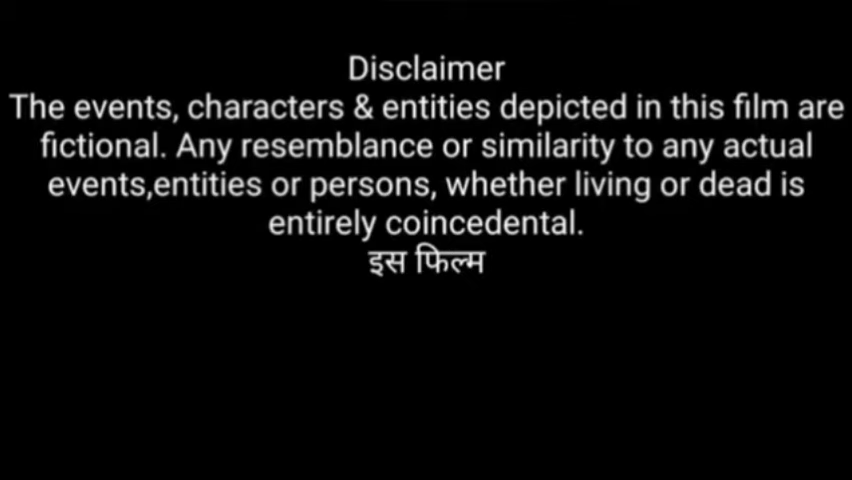 Disclaimer
The events, characters & entities depicted in this film are
fictional. Any resemblance or similarity to any actual
events,entities or persons, whether living or dead is
entirely coincedental.
इस फिल्म